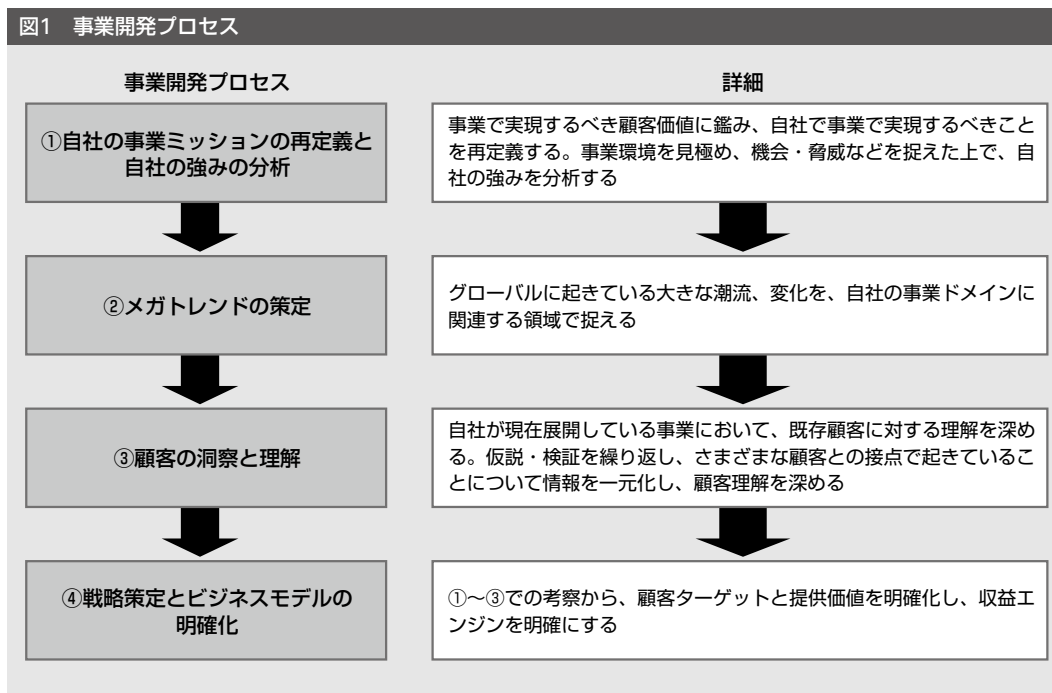 図1 事業開発プロセス
事業開発プロセス
詳細
①自社の事業ミッションの再定義と
自社の強みの分析
事業で実現するべき顧客価値に鑑み、自社で事業で実現するべきこと
を再定義する。事業環境を見極め、機会・脅威などを捉えた上で、自
社の強みを分析する
②メガトレンドの策定
グローバルに起きている大きな潮流、変化を、自社の事業ドメインに
関連する領域で捉える
③顧客の洞察と理解
自社が現在展開している事業において、既存顧客に対する理解を深め
る。仮説・検証を繰り返し、さまざまな顧客との接点で起きているこ
とについて情報を一元化し、顧客理解を深める
④戦略策定とビジネスモデルの
明確化
①〜③での考察から、顧客ターゲットと提供価値を明確化し、収益エ
ンジンを明確にする